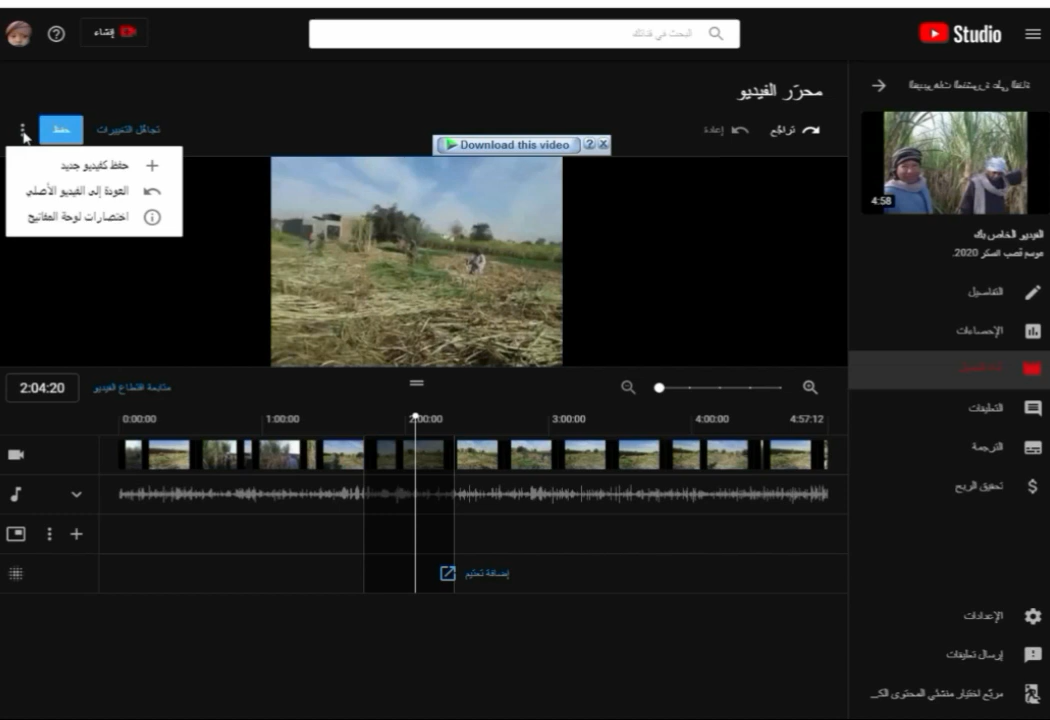 Studio
البحث في قناتك
إنشاء
محرّر الفيديو
تراجع
إعادة
تجاهُل التغييرات
حفظ
Download this video
حفظ كفيديو جديد
العودة إلى الفيديو الأصلي
اختصارات لوحة المفاتيح
4:58
الفيديو الخاص بك
موسم قصب السكر 2020.
التفاصيل
الإحصاءات
التعليقات
الترجمة
تحقيق الربح
2:04:20
متابعة اقتطاع الفيديو
0:00:00
1:00:00
2:00:00
3:00:00
4:00:00
4:57:12
إضافة تعتيم
الإعدادات
إرسال تعليقات